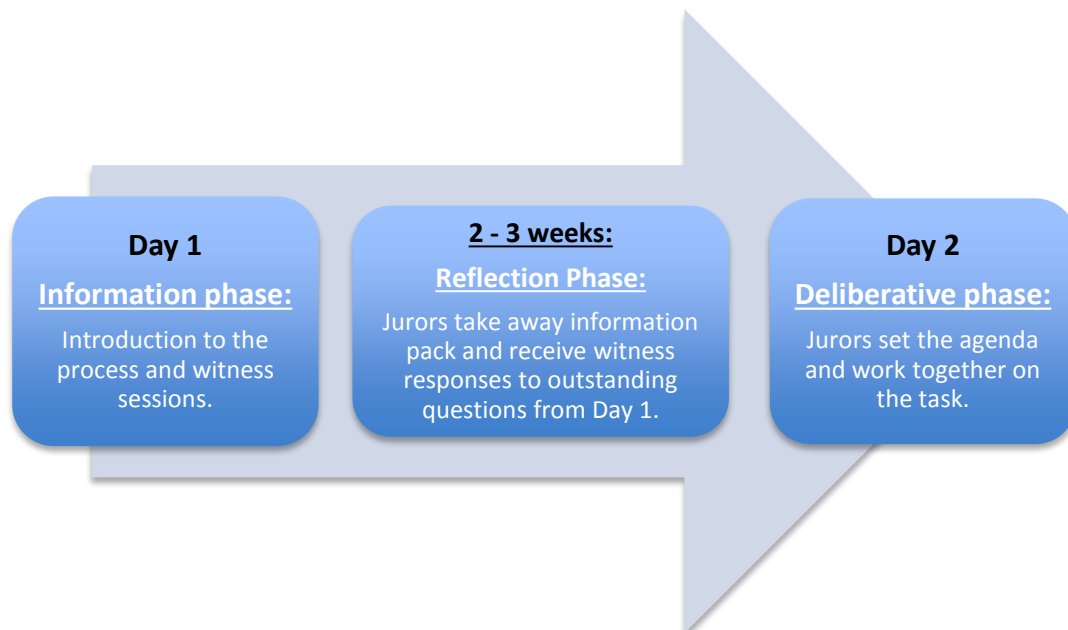 Day 1
Information phase:
Introduction to the
process and witness
sessions.
2 - 3 weeks:
Reflection Phase:
Jurors take away information
pack and receive witness
responses to outstanding
questions from Day 1.
Day 2
Deliberative phase:
Jurors set the agenda
and work together on
the task.